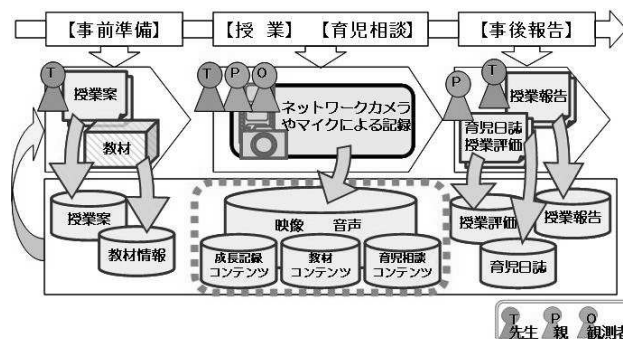 【事前準備】
【授 業】 【育児相談】
【事後報告】
T
授業案
教材
T P O
ネットワークカメラ
やマイクによる記録
P
T
授業報告
育児日誌
授業評価
授業案
教材情報
映像 音声
成長記録
コンテンツ
教材
コンテンツ
育児相談
コンテンツ
授業評価
授業報告
育児日誌
T P O
先生 親 観測者